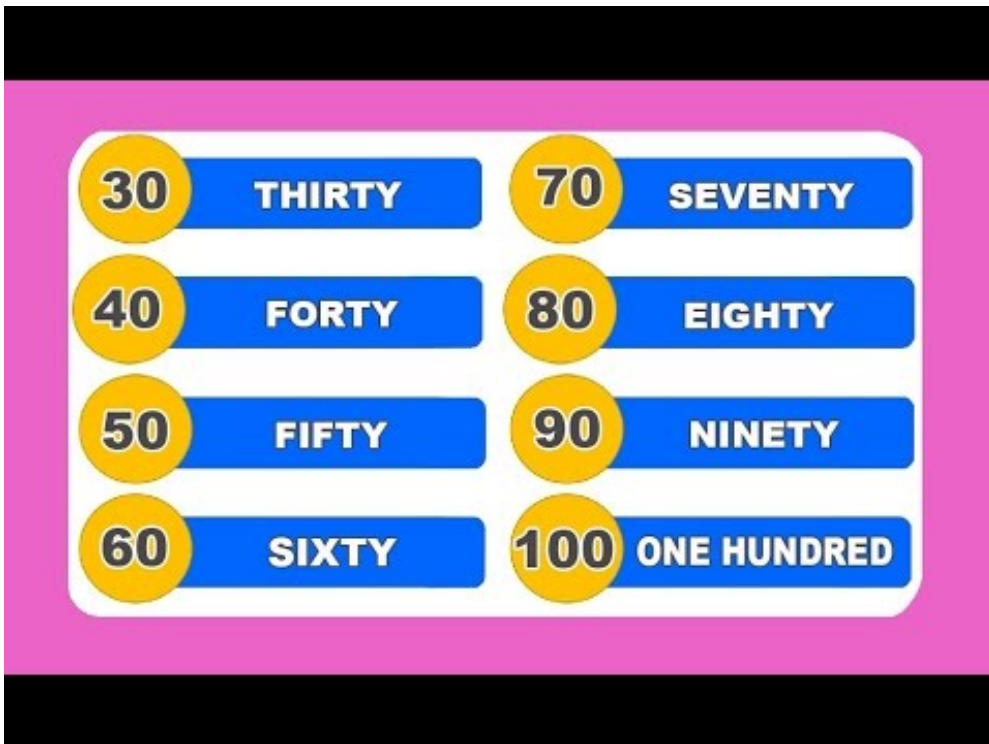 30 THIRTY
40 FORTY
50 FIFTY
60 SIXTY
70 SEVENTY
80 EIGHTY
90 NINETY
100 ONE HUNDRED